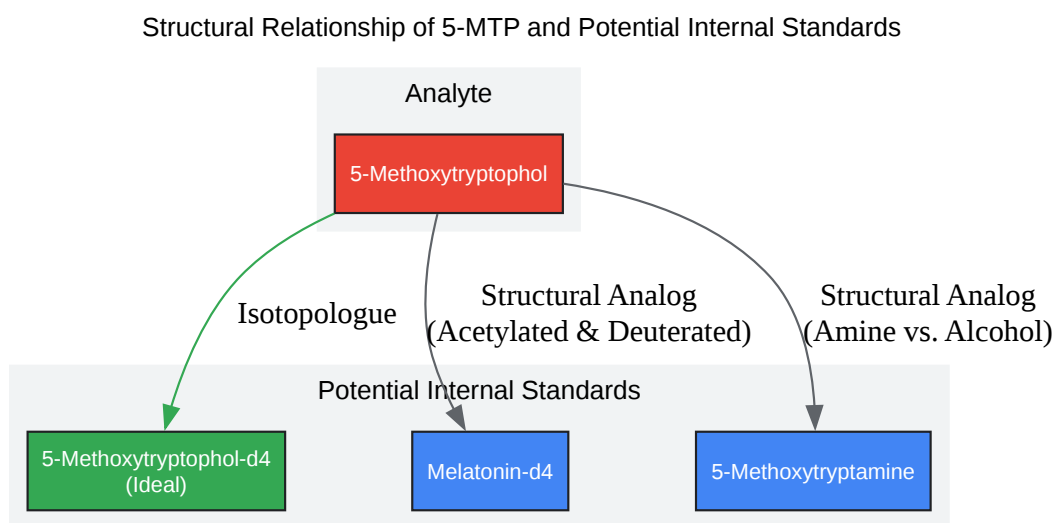 Structural Relationship of 5-MTP and Potential Internal Standards
Analyte
5-Methoxytryptophol
Isotopologue
Structural Analog
(Acetylated & Deuterated)
Structural Analog
(Amine vs. Alcohol)
Potential Internal Standards
5-Methoxytryptophol-d4
(Ideal)
Melatonin-d4
5-Methoxytryptamine